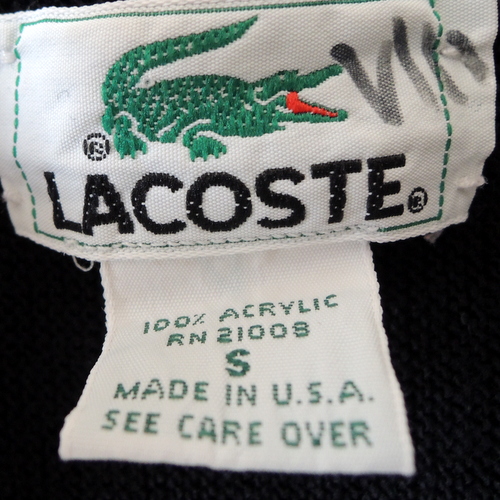 LACOSTE
100% ACRYLIC
RN 21008
S
MADE IN U.S.A.
SEE CARE OVER